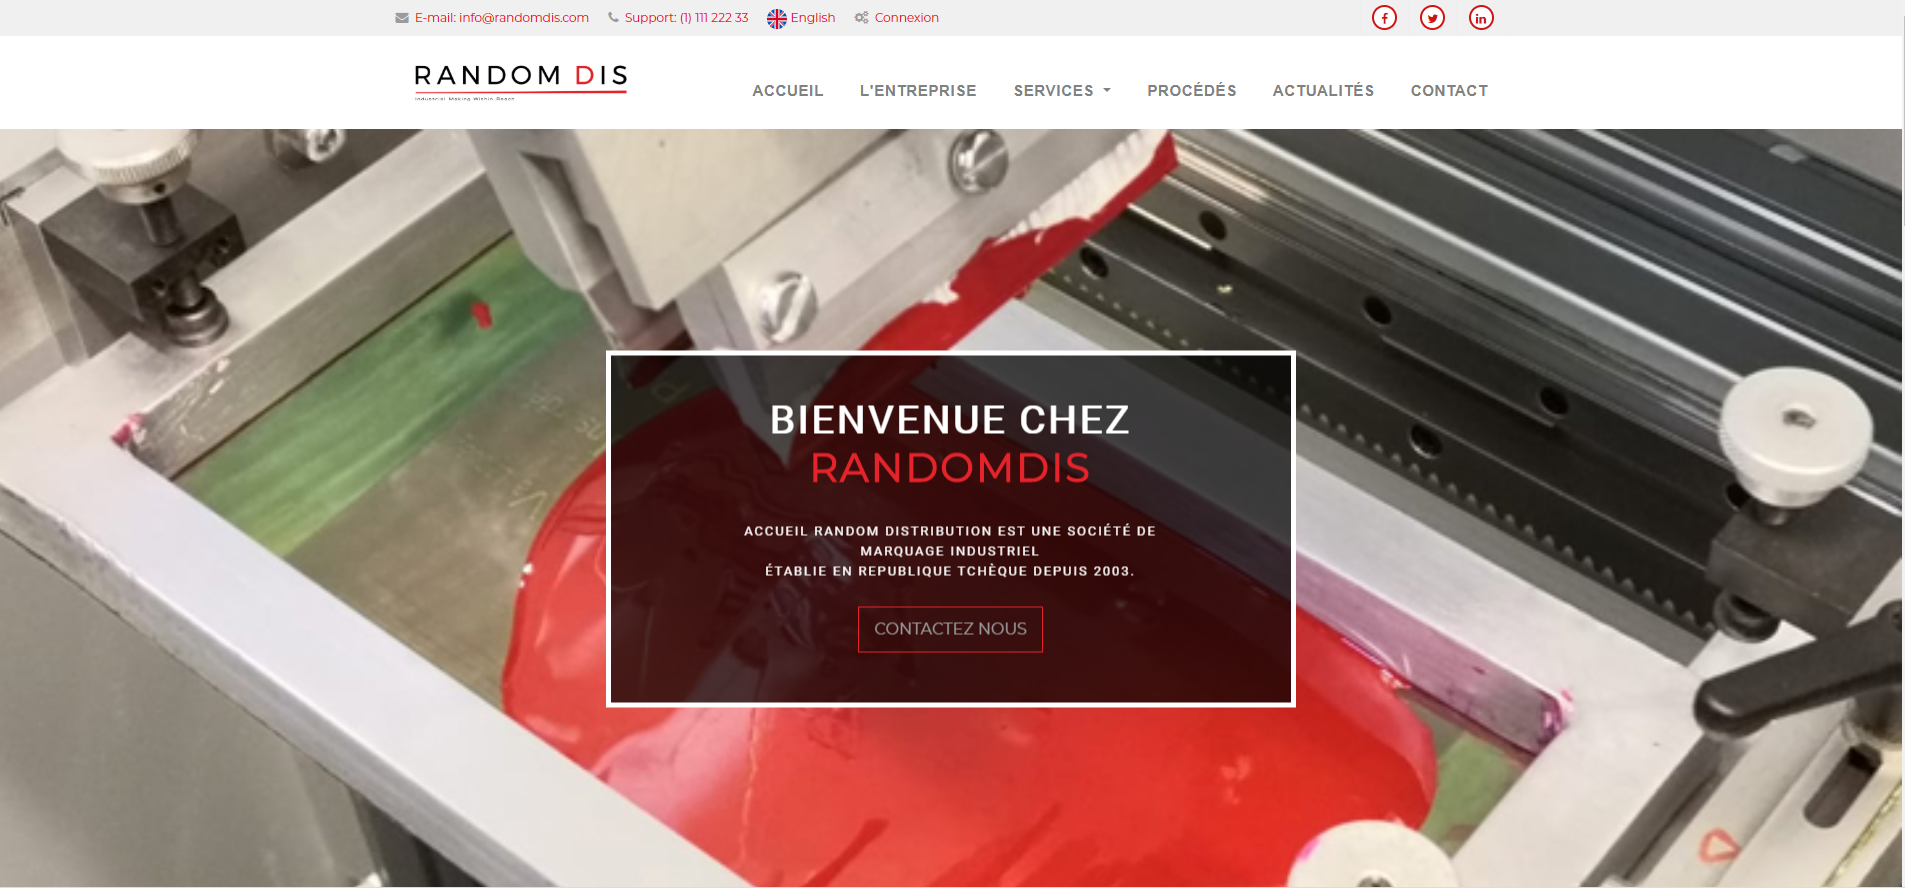 E-mail: info@randomdis.com Support: (1) 111 222 33 English Connexion
RANDOM DIS
Industrial Making Within Reach
ACCUEIL L'ENTREPRISE SERVICES PROCÉDÉS ACTUALITÉS CONTACT
BIENVENUE CHEZ
RANDOMDIS
ACCUEIL RANDOM DISTRIBUTION EST UNE SOCIÉTÉ DE
MARQUAGE INDUSTRIEL
ÉTABLIE EN REPUBLIQUE TCHÈQUE DEPUIS 2003.
CONTACTEZ NOUS